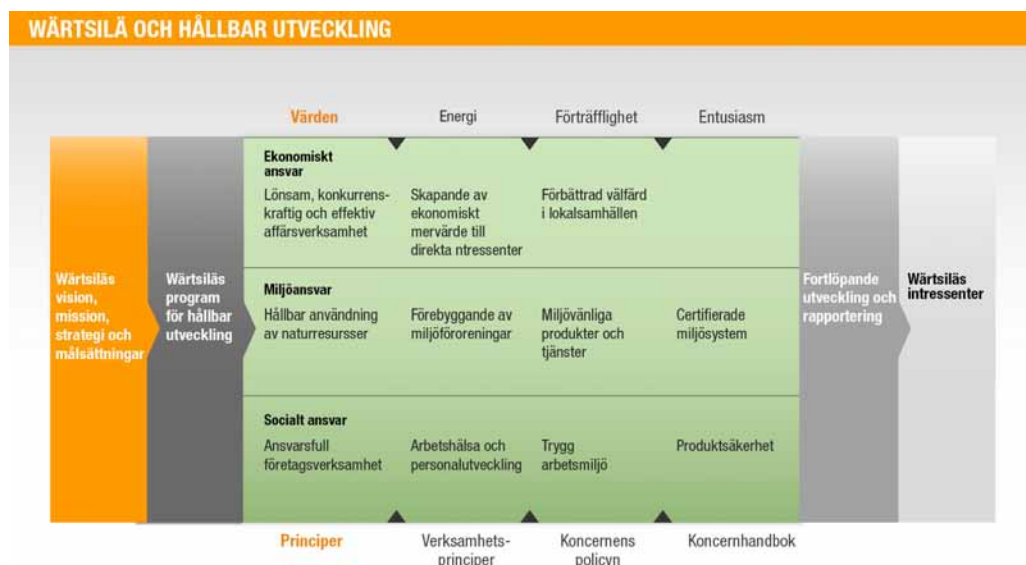 WÄRTSILÄ OCH HÅLLBAR UTVECKLING
Värden
Energi
Förträfflighet
Entusiasm
Wärtsiläs
vision,
mission,
strategi och
målsättningar
Wärtsiläs
program
för hållbar
utveckling
Ekonomiskt
ansvar
Lönsam, konkurrens-
kraftig och effektiv
affärsverksamhet
Skapande av
ekonomiskt
mervärde till
direkta ntressenter
Förbättrad välfärd
i lokalsamhällen
Miljöansvar
Hållbar användning
av naturresursser
Förebyggande av
miljöföroreningar
Miljövänliga
produkter och
tjänster
Certifierade
miljösystem
Socialt ansvar
Ansvarsfull
företagsverksamhet
Arbetshälsa och
personalutveckling
Trygg
arbetsmiljö
Produktsäkerhet
Fortlöpande
utveckling och
rapportering
Wärtsiläs
intressenter
Principer
Verksamhets-
principer
Koncernens
policyn
Koncernhandbok